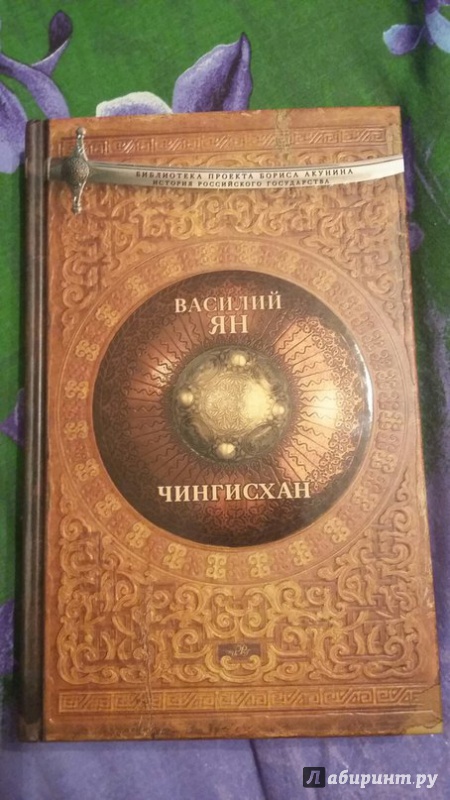 БИБЛИОТЕКА ПРОЕКТА БОРИСА АКУНИНА
ИСТОРИЯ РОССИЙСКОГО ГОСУДАРСТВА
ВАСИЛИЙ
ЯН
ЧИНГИСХАН
Лабиринт.ру